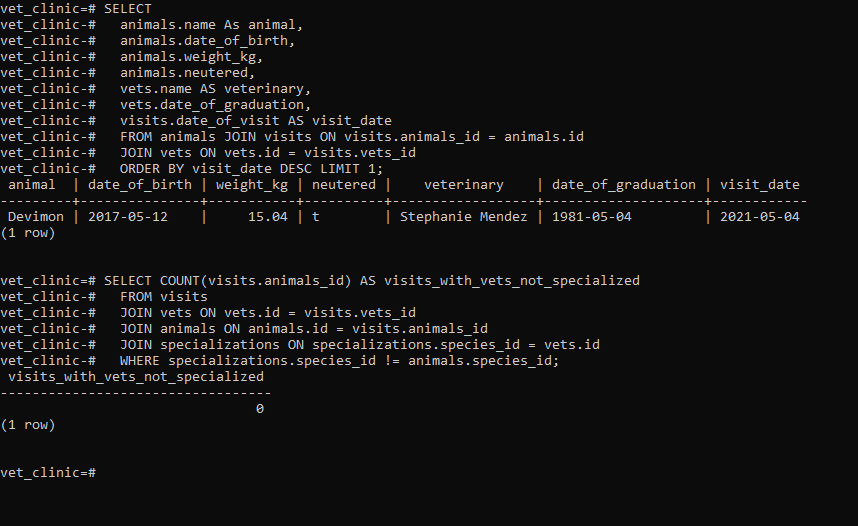 vet_clinic=# SELECT
vet_clinic-#   animals.name As animal,
vet_clinic-#   animals.date_of_birth,
vet_clinic-#   animals.weight_kg,
vet_clinic-#   animals.neutered,
vet_clinic-#   vets.name AS veterinary,
vet_clinic-#   vets.date_of_graduation,
vet_clinic-#   visits.date_of_visit AS visit_date
vet_clinic-#   FROM animals JOIN visits ON visits.animals_id = animals.id
vet_clinic-#   JOIN vets ON vets.id = visits.vets_id
vet_clinic-#   ORDER BY visit_date DESC LIMIT 1;
 animal  | date_of_birth | weight_kg | neutered |    veterinary    | date_of_graduation | visit_date
---------+---------------+-----------+----------+------------------+--------------------+------------
 Devimon | 2017-05-12    |     15.04 | t        | Stephanie Mendez | 1981-05-04         | 2021-05-04
(1 row)
vet_clinic=# SELECT COUNT(visits.animals_id) AS visits_with_vets_not_specialized
vet_clinic-#   FROM visits
vet_clinic-#   JOIN vets ON vets.id = visits.vets_id
vet_clinic-#   JOIN animals ON animals.id = visits.animals_id
vet_clinic-#   JOIN specializations ON specializations.species_id = vets.id
vet_clinic-#   WHERE specializations.species_id != animals.species_id;
 visits_with_vets_not_specialized
----------------------------------
                                0
(1 row)
vet_clinic=#